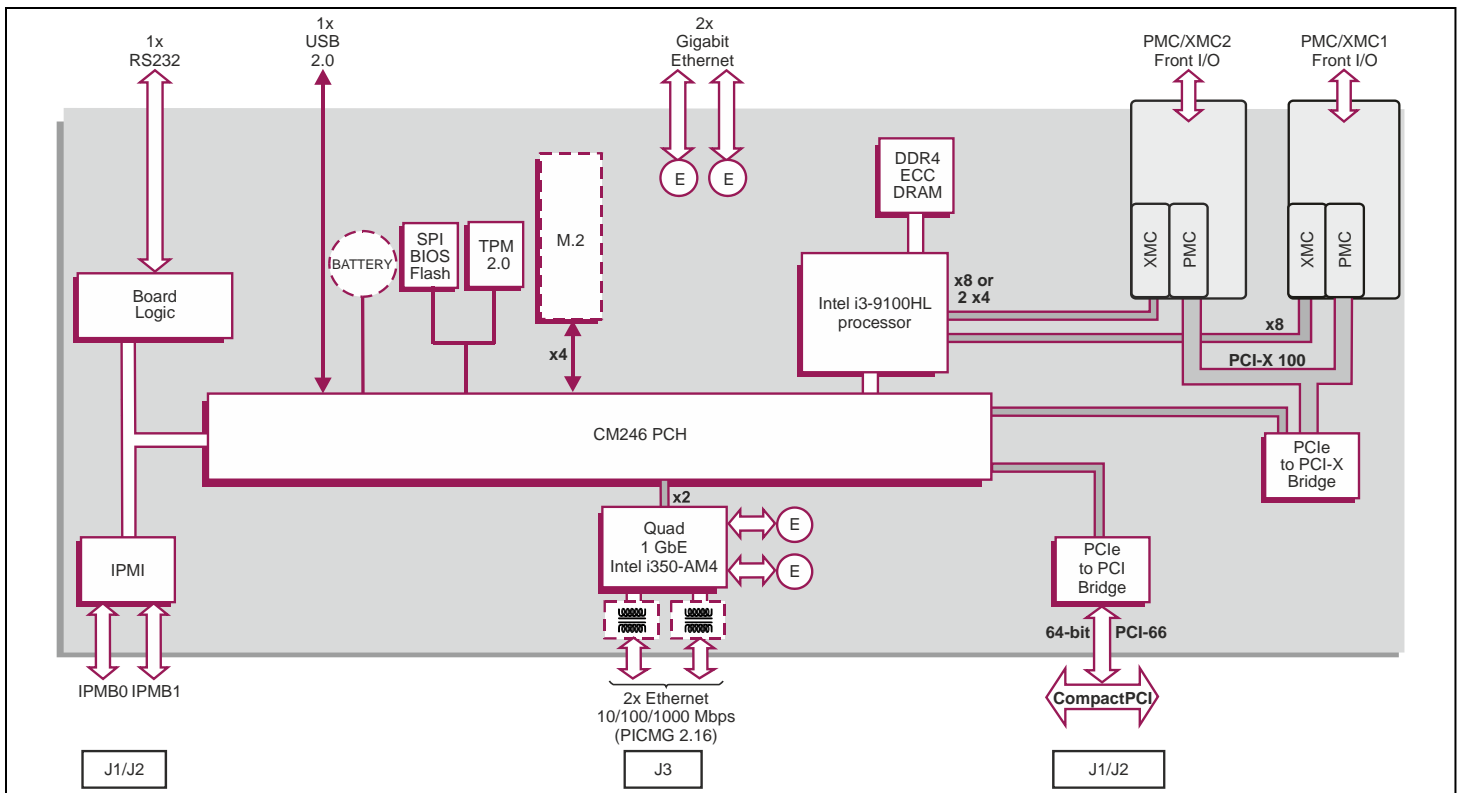 1x
RS232
1x
USB
2.0
2x
Gigabit
Ethernet
PMC/XMC2
Front I/O
PMC/XMC1
Front I/O
E
E
DDR4
ECC
DRAM
M.2
SPI
BIOS
Flash
TPM
2.0
BATTERY
XMC
PMC
XMC
PMC
Board
Logic
Intel i3-9100HL
processor
x8 or
2 x4
x8
x4
PCI-X 100
CM246 PCH
PCIe
to PCI-X
Bridge
x2
Quad
1 GbE
Intel i350-AM4
E
E
IPMI
PCIe
to PCI
Bridge
64-bit
PCI-66
IPMB0
IPMB1
CompactPCI
2x Ethernet
10/100/1000 Mbps
(PICMG 2.16)
J1/J2
J3
J1/J2